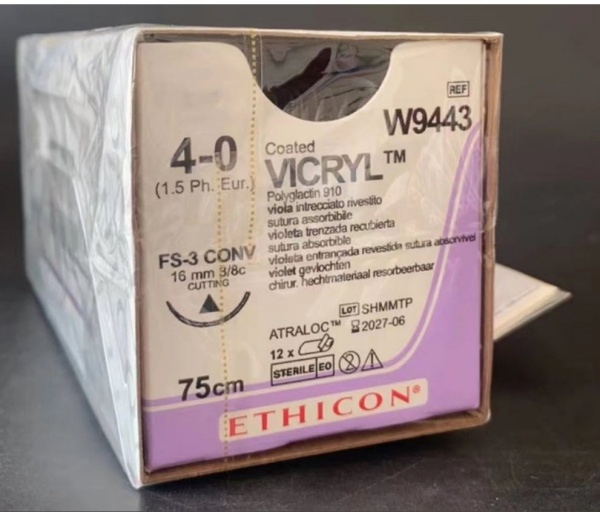 REF
W9443
4-0
(1.5 Ph. Eur.)
Coated
VICRYL™
Polyglactin 910
viola intrecciato rivestito
sutura assorbibile
violeta trenzada recubierta
sutura absorbible
violeta entrançada revestida sutura absorvível
violet gevlochten
chirur. hechtmateriaal resorbeerbaar
FS-3 CONV
16 mm 3/8c
CUTTING
LOT SHMMTP
2027-06
ATRALOC™
12 x
STERILE EO
75cm
ETHICON®